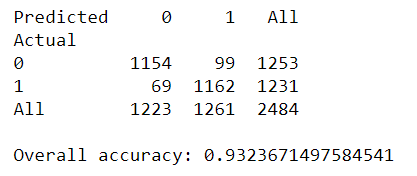 Predicted 0 1 All
Actual
0 1154 99 1253
1 69 1162 1231
All 1223 1261 2484
Overall accuracy: 0.9323671497584541